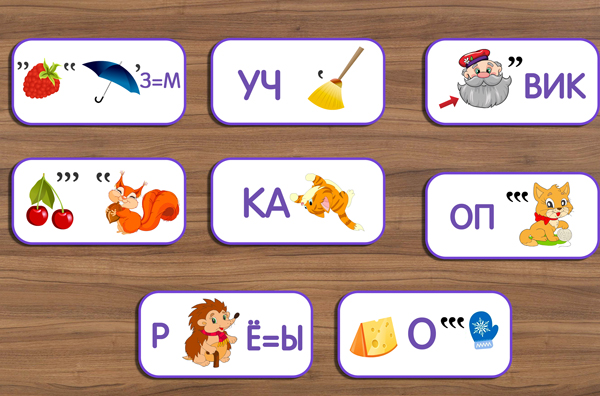 ’’ ‘‘ ’ З=М
УЧ ‘
’’ ВИК
’’’ ‘‘
КА
ОП ‘‘‘
Р Ё=Ы
О ‘‘‘